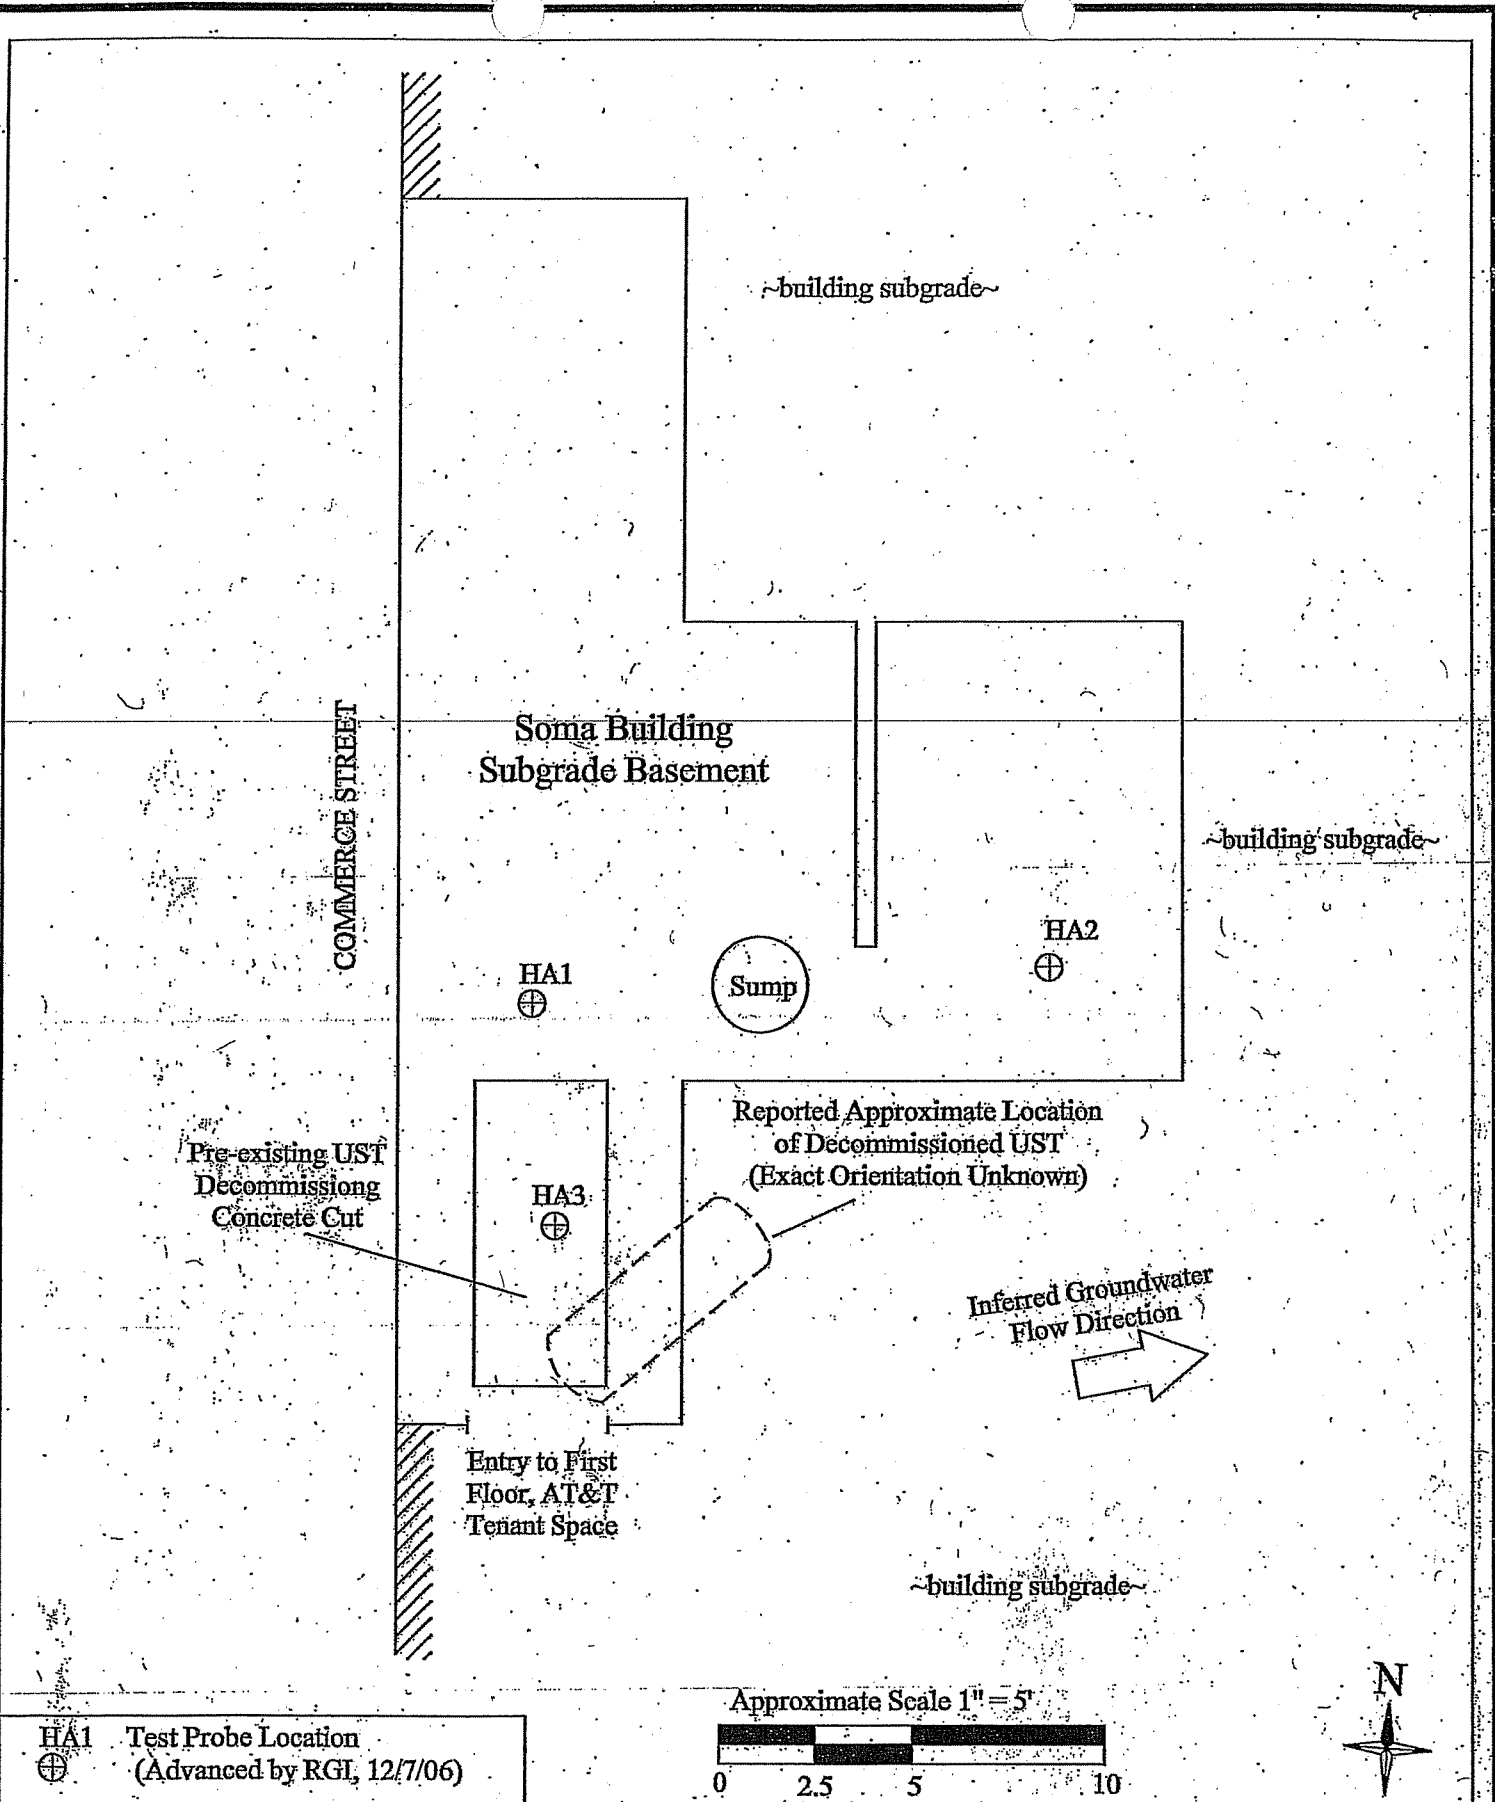 ~building subgrade~
COMMERCE STREET
Soma Building
Subgrade Basement
~building subgrade~
HA2
HA1
Sump
Reported Approximate Location
of Decommissioned UST
(Exact Orientation Unknown)
Pre-existing UST
Decommissiong
Concrete Cut
HA3
Inferred Groundwater
Flow Direction
Entry to First
Floor, AT&T
Tenant Space
~building subgrade~
N
Approximate Scale 1" = 5'
0 2.5 5 10
HA1 Test Probe Location
(Advanced by RGI, 12/7/06)